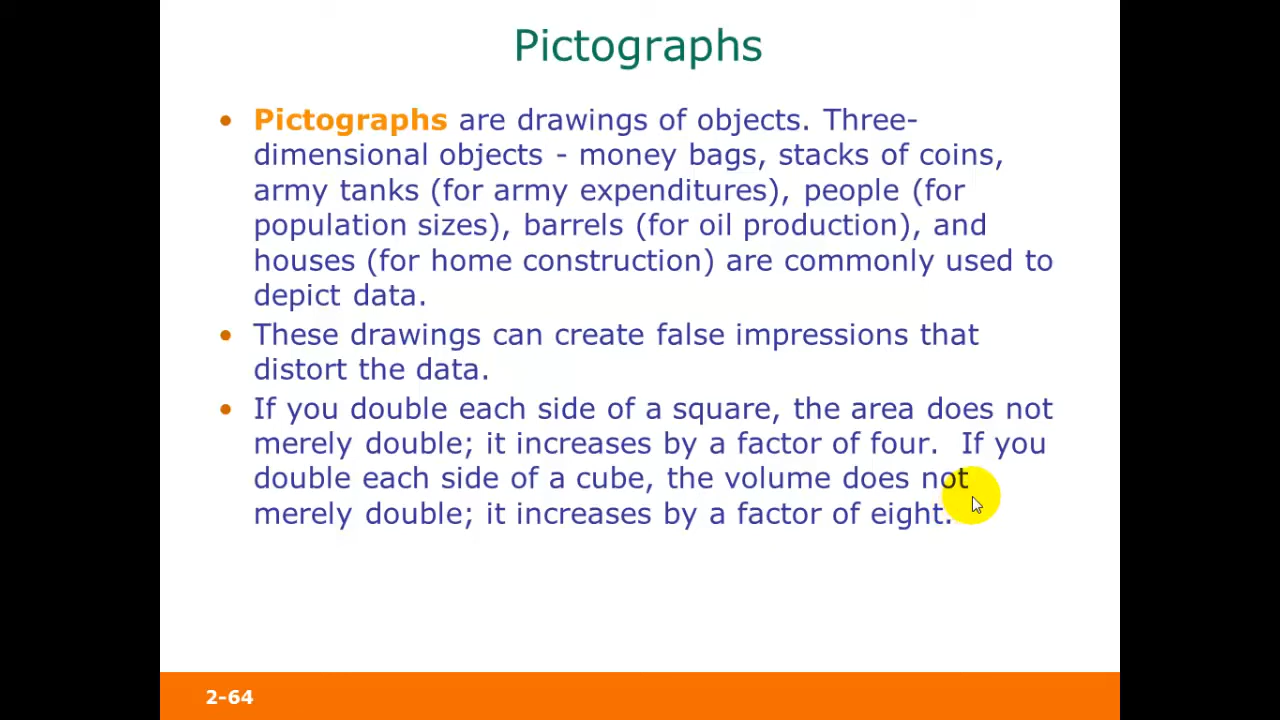 Pictographs
• Pictographs are drawings of objects. Three-
dimensional objects - money bags, stacks of coins,
army tanks (for army expenditures), people (for
population sizes), barrels (for oil production), and
houses (for home construction) are commonly used to
depict data.
• These drawings can create false impressions that
distort the data.
• If you double each side of a square, the area does not
merely double; it increases by a factor of four.  If you
double each side of a cube, the volume does not
merely double; it increases by a factor of eight.
2-64